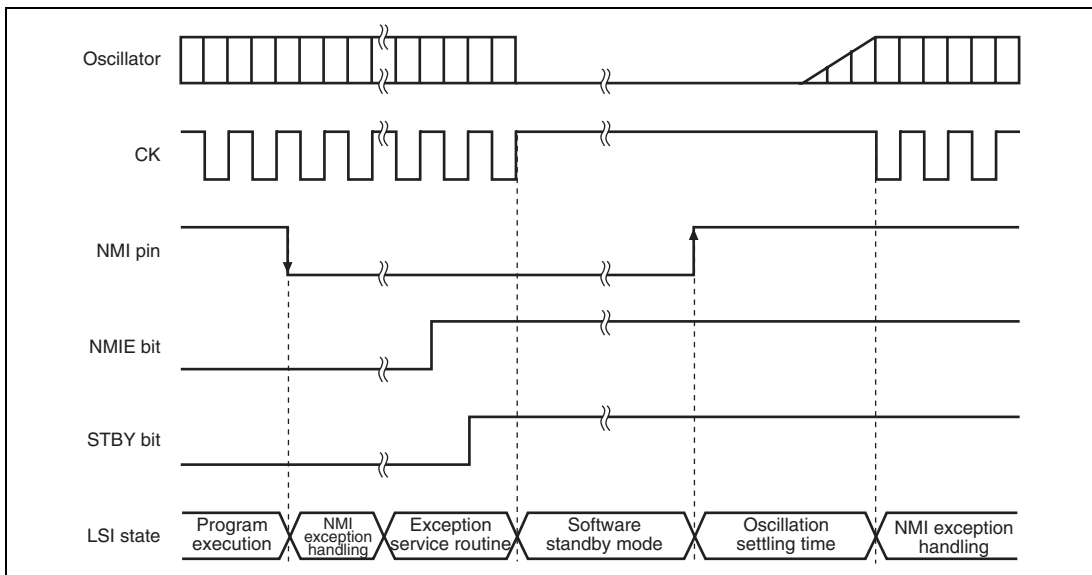 Oscillator
CK
NMI pin
NMIE bit
STBY bit
LSI state
Program
execution
NMI
exception
handling
Exception
service routine
Software
standby mode
Oscillation
settling time
NMI exception
handling